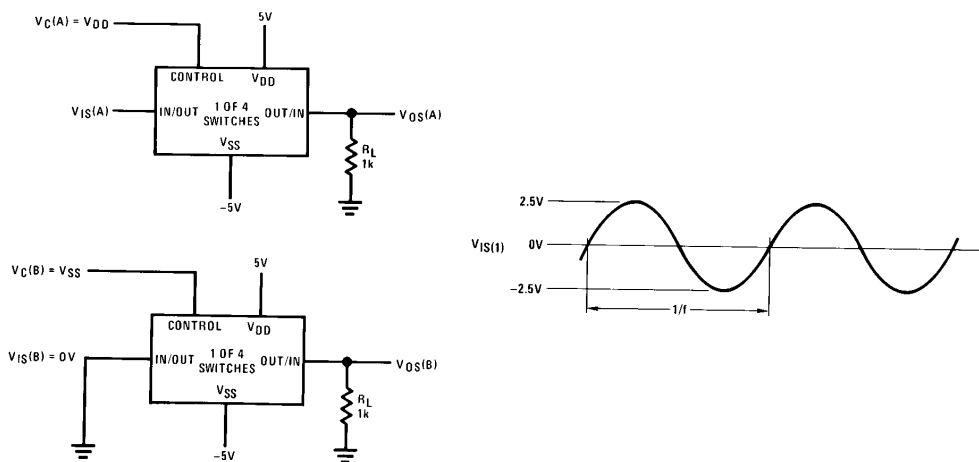 VC(A) = VDD
5V
CONTROL VDD
VIS(A) IN/OUT 1 OF 4 SWITCHES OUT/IN VOS(A)
VSS
RL
1k
-5V
VC(B) = VSS
5V
CONTROL VDD
VIS(B) = 0V IN/OUT 1 OF 4 SWITCHES OUT/IN VOS(B)
VSS
RL
1k
-5V
2.5V
VIS(1) 0V
-2.5V
1/f